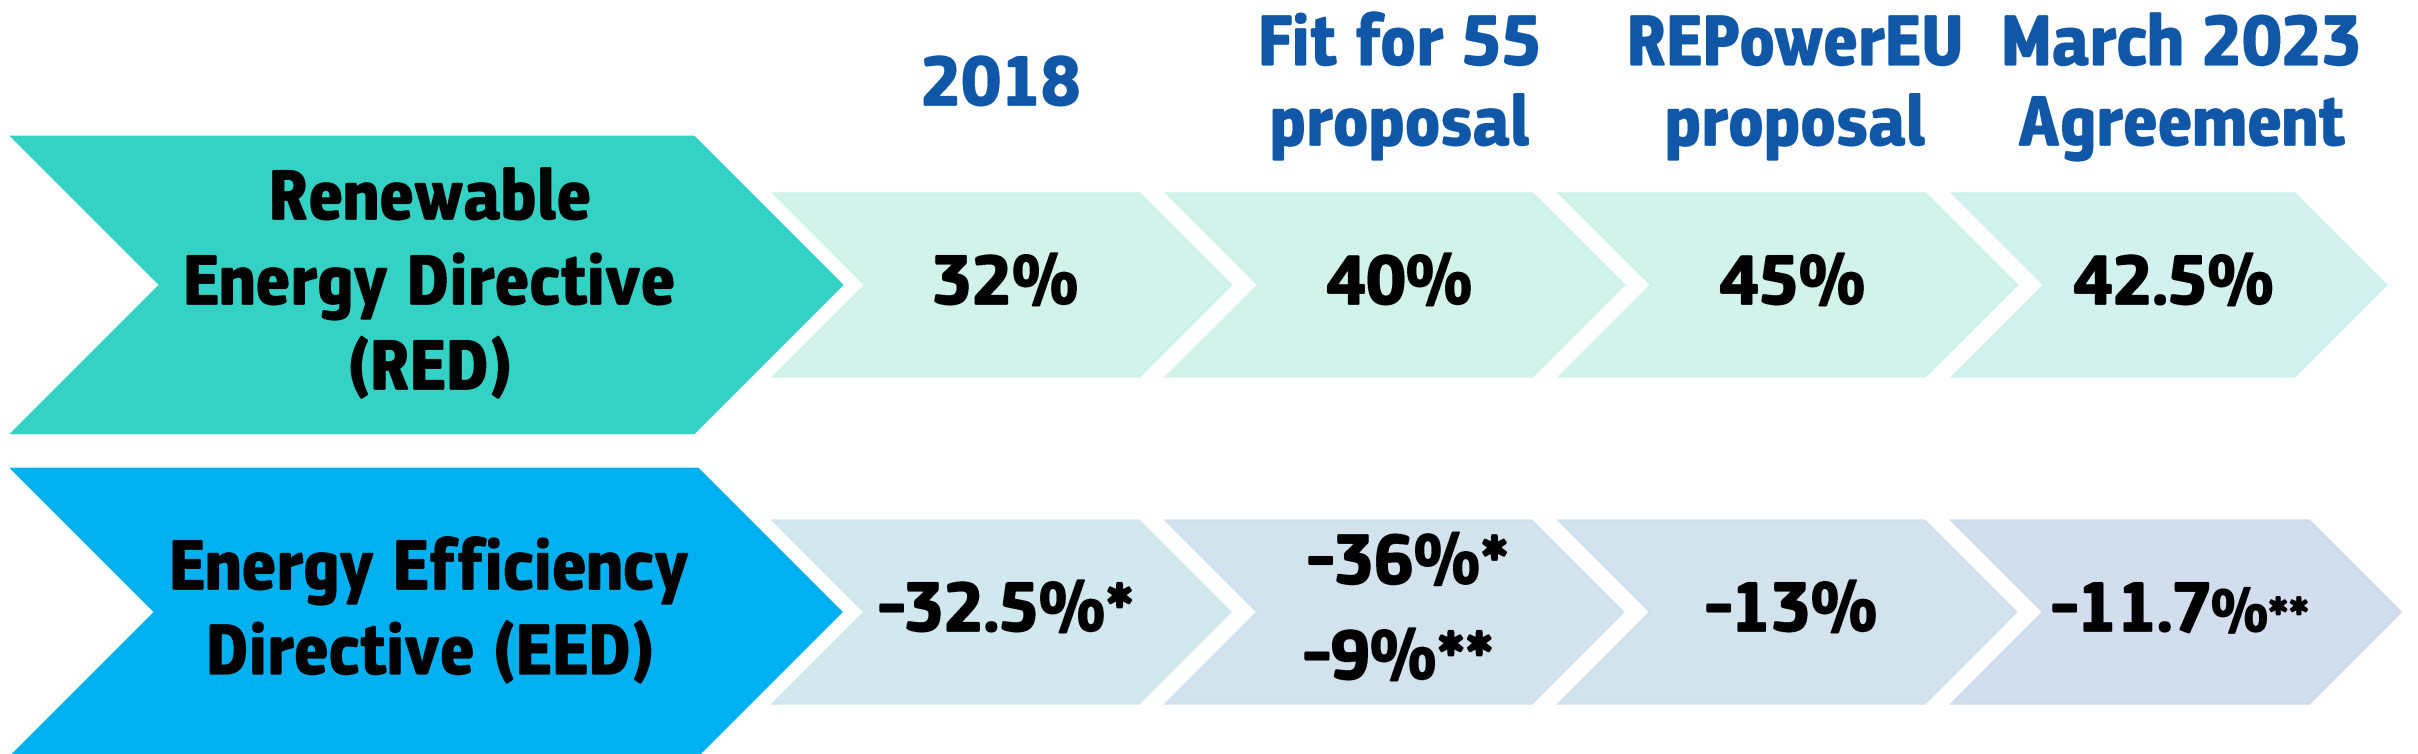 2018
Fit for 55
proposal
REPowerEU
proposal
March 2023
Agreement
Renewable
Energy Directive
(RED)
32%
40%
45%
42.5%
Energy Efficiency
Directive (EED)
-32.5%*
-36%*
-9%**
-13%
-11.7%**